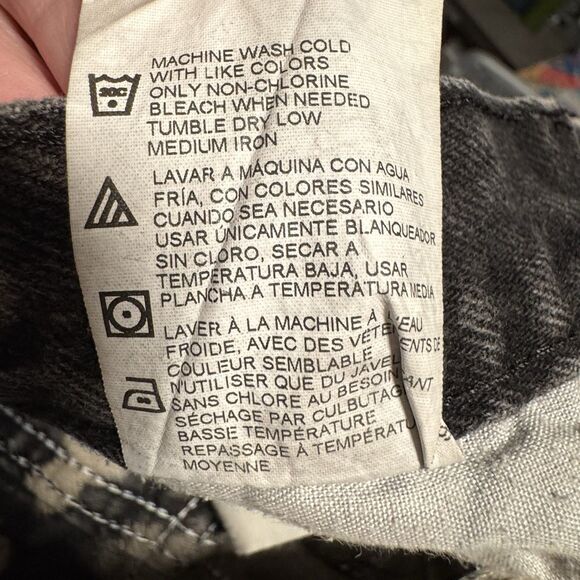 30C
MACHINE WASH COLD
WITH LIKE COLORS
ONLY NON-CHLORINE
BLEACH WHEN NEEDED
TUMBLE DRY LOW
MEDIUM IRON
LAVAR A MÁQUINA CON AGUA
FRÍA, CON COLORES SIMILARES
CUANDO SEA NECESARIO
USAR ÚNICAMENTE BLANQUEADOR
SIN CLORO, SECAR A
TEMPERATURA BAJA, USAR
PLANCHA A TEMPERATURA MEDIA
LAVER À LA MACHINE À
FROIDE, AVEC DES
COULEUR SEMBLABLE
N'UTILISER QUE DU
SANS CHLORE AU BESOIN
SÉCHAGE PAR
BASSE TEMPÉRATURE
REPASSAGE À
MOYENNE